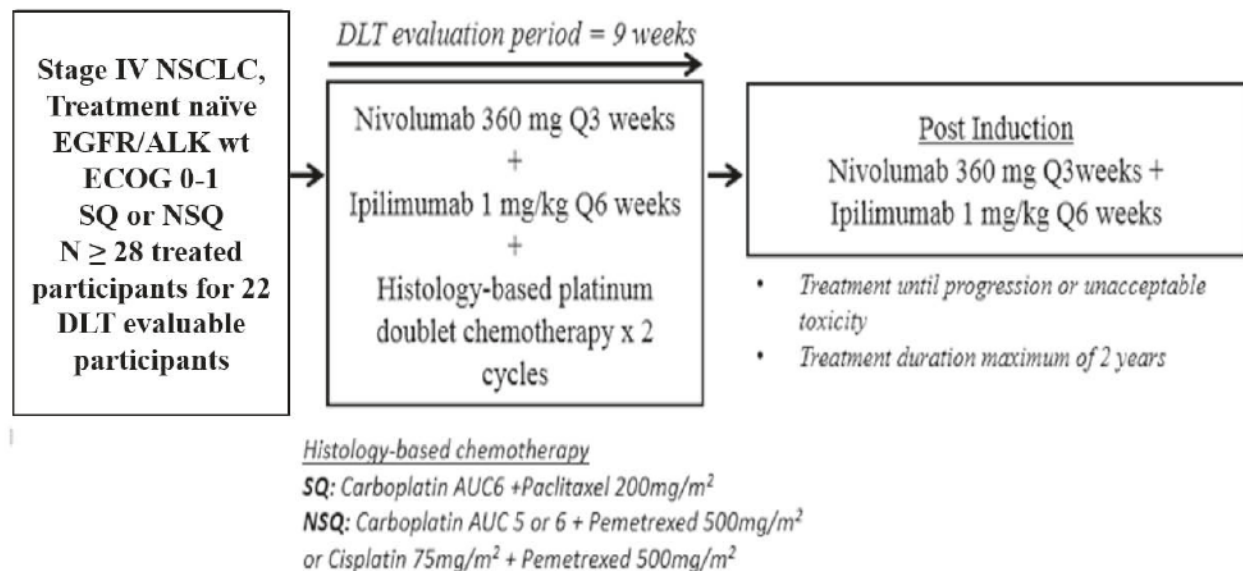 Stage IV NSCLC,
Treatment naïve
EGFR/ALK wt
ECOG 0-1
SQ or NSQ
N ≥ 28 treated
participants for 22
DLT evaluable
participants
DLT evaluation period = 9 weeks
Nivolumab 360 mg Q3 weeks
+
Ipilimumab 1 mg/kg Q6 weeks
+
Histology-based platinum
doublet chemotherapy x 2
cycles
Post Induction
Nivolumab 360 mg Q3weeks +
Ipilimumab 1 mg/kg Q6 weeks
• Treatment until progression or unacceptable
toxicity
• Treatment duration maximum of 2 years
Histology-based chemotherapy
SQ: Carboplatin AUC6 +Paclitaxel 200mg/m²
NSQ: Carboplatin AUC 5 or 6 + Pemetrexed 500mg/m²
or Cisplatin 75mg/m² + Pemetrexed 500mg/m²